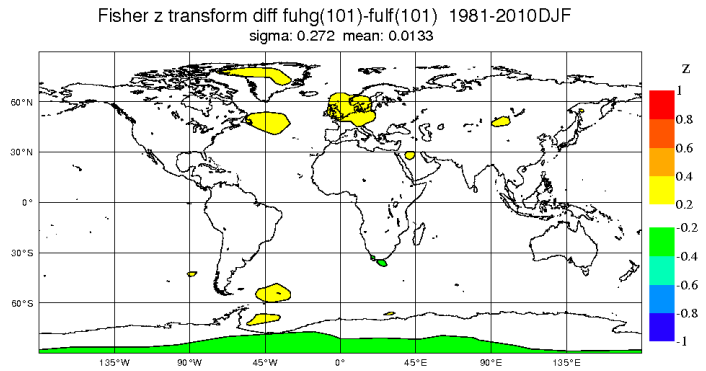 Fisher z transform diff fuhg(101)-fulf(101) 1981-2010DJF
sigma: 0.272 mean: 0.0133
Z
1
0.8
0.6
0.4
0.2
-0.2
-0.4
-0.6
-0.8
-1
60°N
30°N
0°
30°S
60°S
135°W 90°W 45°W 0° 45°E 90°E 135°E